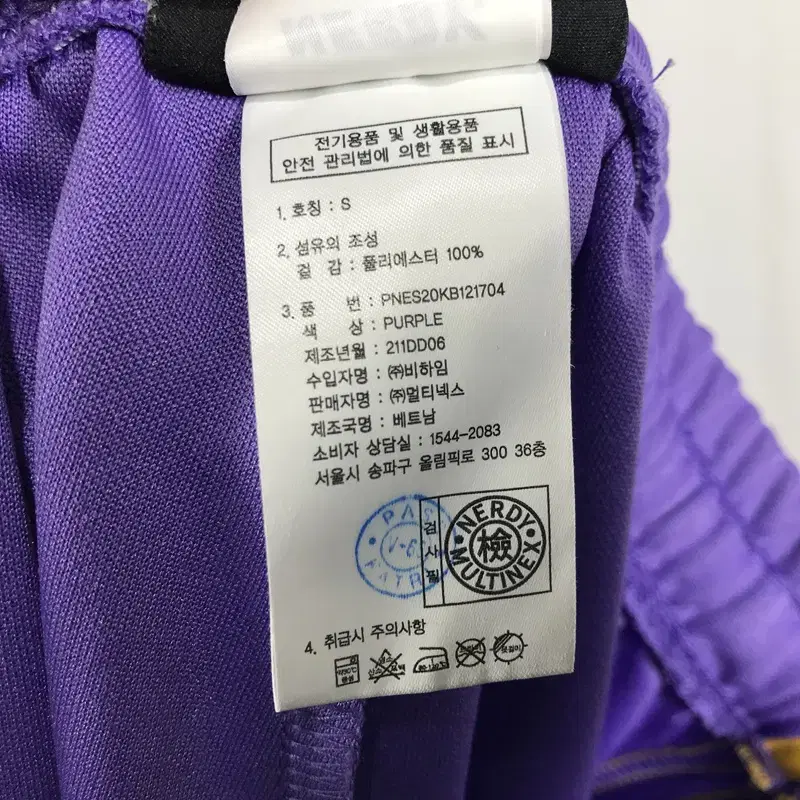 전기용품 및 생활용품
안전 관리법에 의한 품질 표시
1. 호칭 : S
2. 섬유의 조성
겉 감 : 폴리에스터 100%
3. 품 번 : PNES20KB121704
색 상 : PURPLE
제조년월 : 211DD06
수입자명 : ㈜비하임
판매자명 : ㈜멀티넥스
제조국명 : 베트남
소비자 상담실 : 1544-2083
서울시 송파구 올림픽로 300 36층
검사필
NERDY
檢
MULTINEX
4. 취급시 주의사항